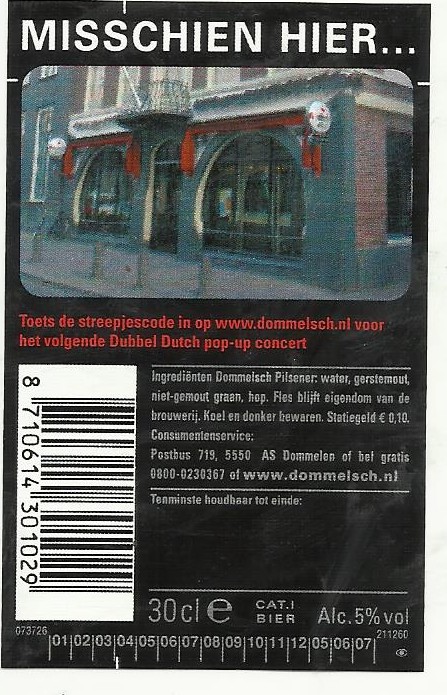 MISSCHIEN HIER...
Toets de streepjescode in op www.dommelsch.nl voor
het volgende Dubbel Dutch pop-up concert
Ingrediënten Dommelsch Pilsener: water, gerstemout,
niet-gemout graan, hop. Fles blijft eigendom van de
brouwerij. Koel en donker bewaren. Statiegeld € 0,10.
Consumentenservice:
Postbus 719, 5550 AS Dommelen of bel gratis
0800-0230367 of www.dommelsch.nl
Tenminste houdbaar tot einde:
8 710614 301029
30 cl e CAT.I BIER Alc. 5% vol
073726 211260
01 02 03 04 05 06 07 08 09 10 11 12 05 06 07